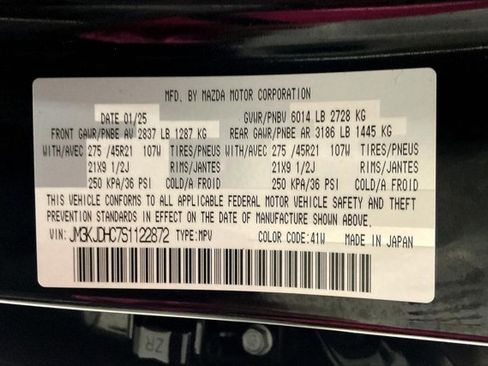 MFD. BY MAZDA MOTOR CORPORATION
DATE 01/25 GVWR/PNBV 6014 LB 2728 KG
FRONT GAWR/PNBE AV 2837 LB 1287 KG REAR GAWR/PNBE AR 3186 LB 1445 KG
WITH/AVEC 275 /45R21 107W TIRES/PNEUS WITH/AVEC 275 /45R21 107W TIRES/PNEUS
21X9 1/2J RIMS/JANTES 21X9 1/2J RIMS/JANTES
250 KPA/36 PSI COLD/A FROID 250 KPA/36 PSI COLD/A FROID
THIS VEHICLE CONFORMS TO ALL APPLICABLE FEDERAL MOTOR VEHICLE SAFETY AND THEFT
PREVENTION STANDARDS IN EFFECT ON THE DATE OF MANUFACTURE SHOWN ABOVE.
VIN: JM3KJDHC7S1122872 TYPE:MPV COLOR CODE:41W MADE IN JAPAN
ZR